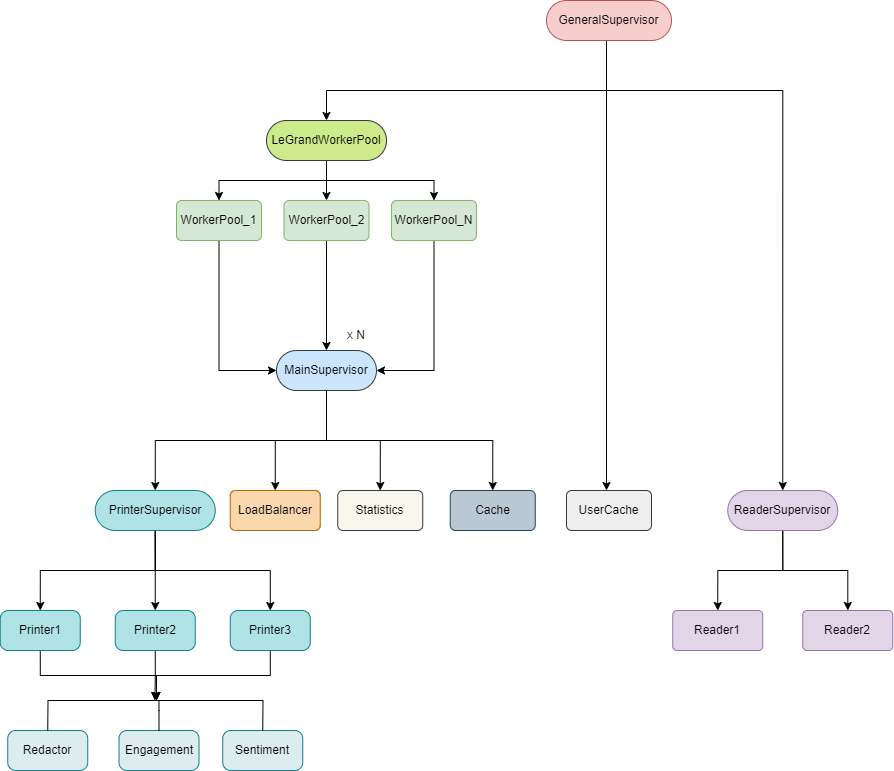 GeneralSupervisor
LeGrandWorkerPool
WorkerPool_1
WorkerPool_2
WorkerPool_N
x N
MainSupervisor
PrinterSupervisor
LoadBalancer
Statistics
Cache
UserCache
ReaderSupervisor
Printer1
Printer2
Printer3
Reader1
Reader2
Redactor
Engagement
Sentiment